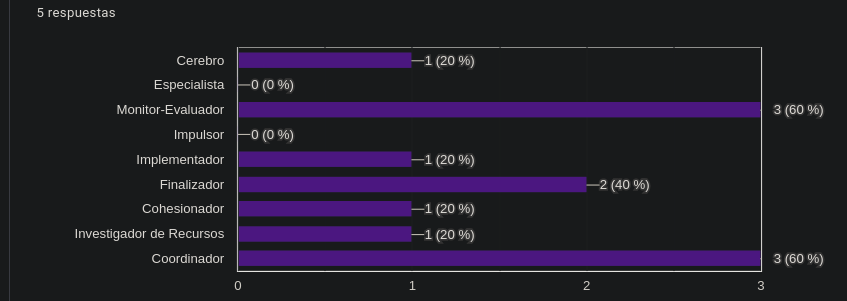 5 respuestas
Cerebro 1 (20 %)
Especialista 0 (0 %)
Monitor-Evaluador 3 (60 %)
Impulsor 0 (0 %)
Implementador 1 (20 %)
Finalizador 2 (40 %)
Cohesionador 1 (20 %)
Investigador de Recursos 1 (20 %)
Coordinador 3 (60 %)
0 1 2 3